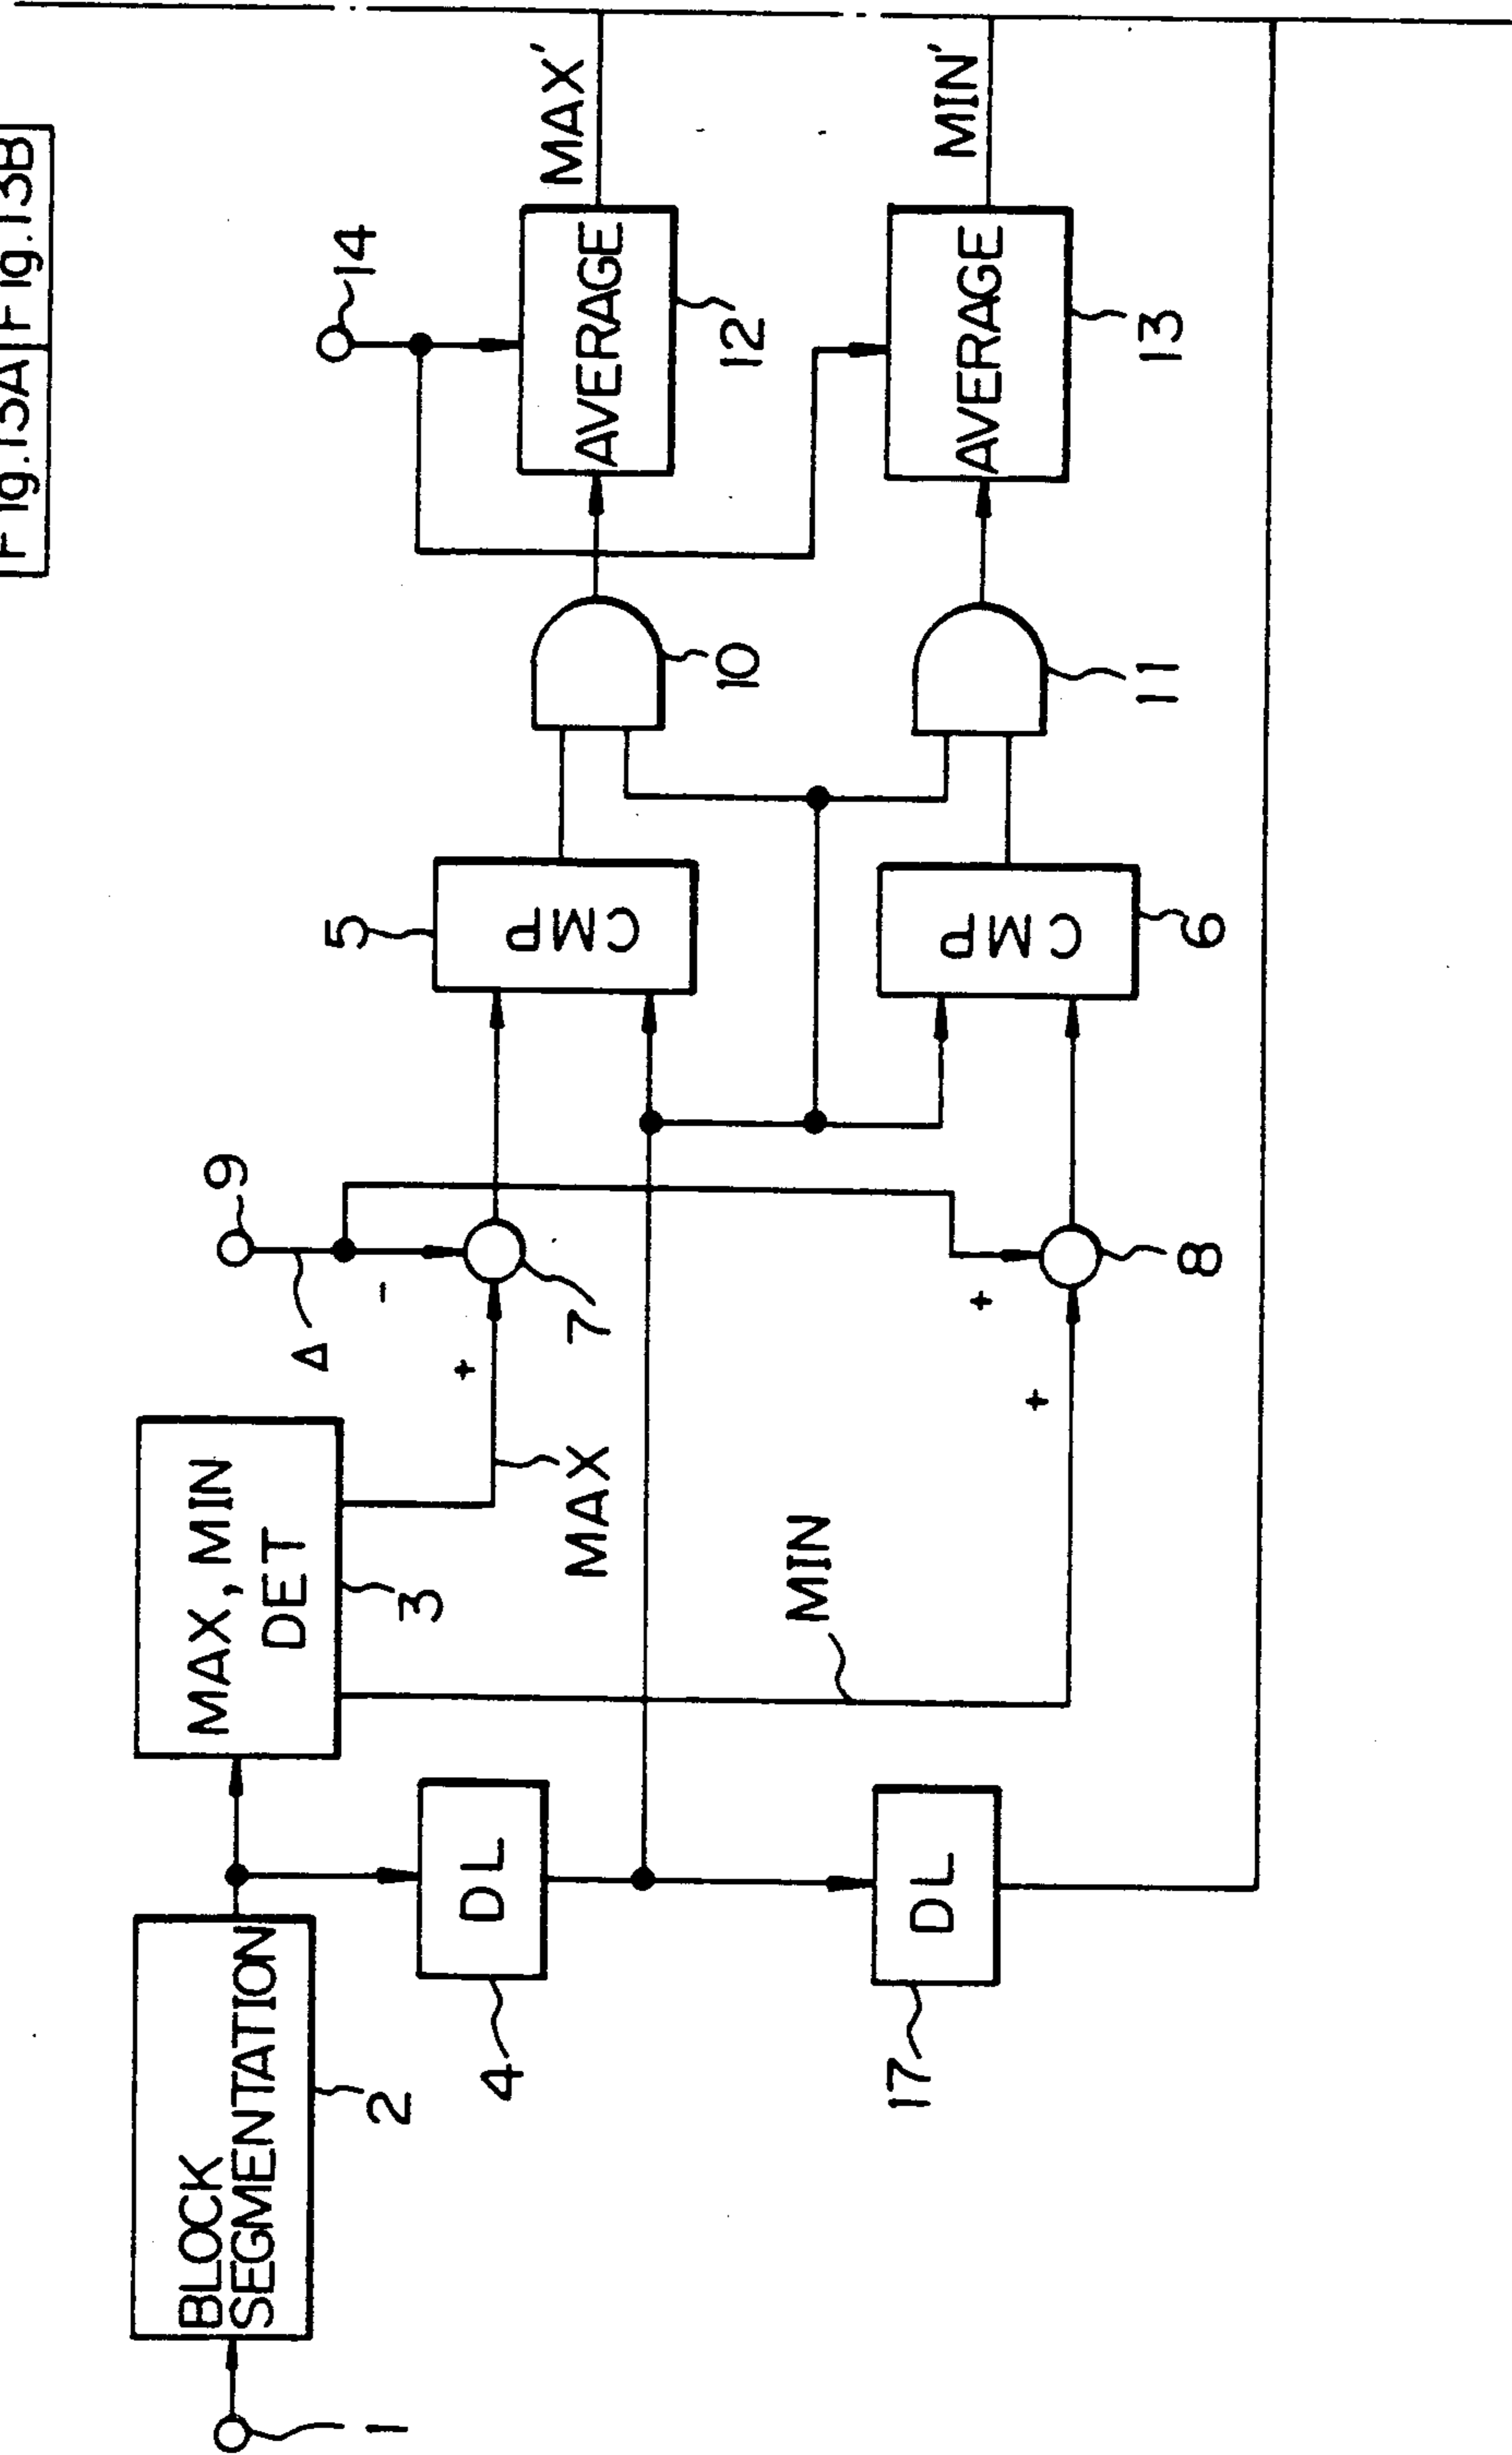 Fig.13A Fig.13B
1
BLOCK
SEGMENTATION
2
MAX, MIN
DET
3
DL
4
DL
17
MAX
MIN
Δ
9
-
+
7
+
+
8
CMP
5
CMP
6
10
11
14
AVERAGE
12
AVERAGE
13
MAX'
MIN'